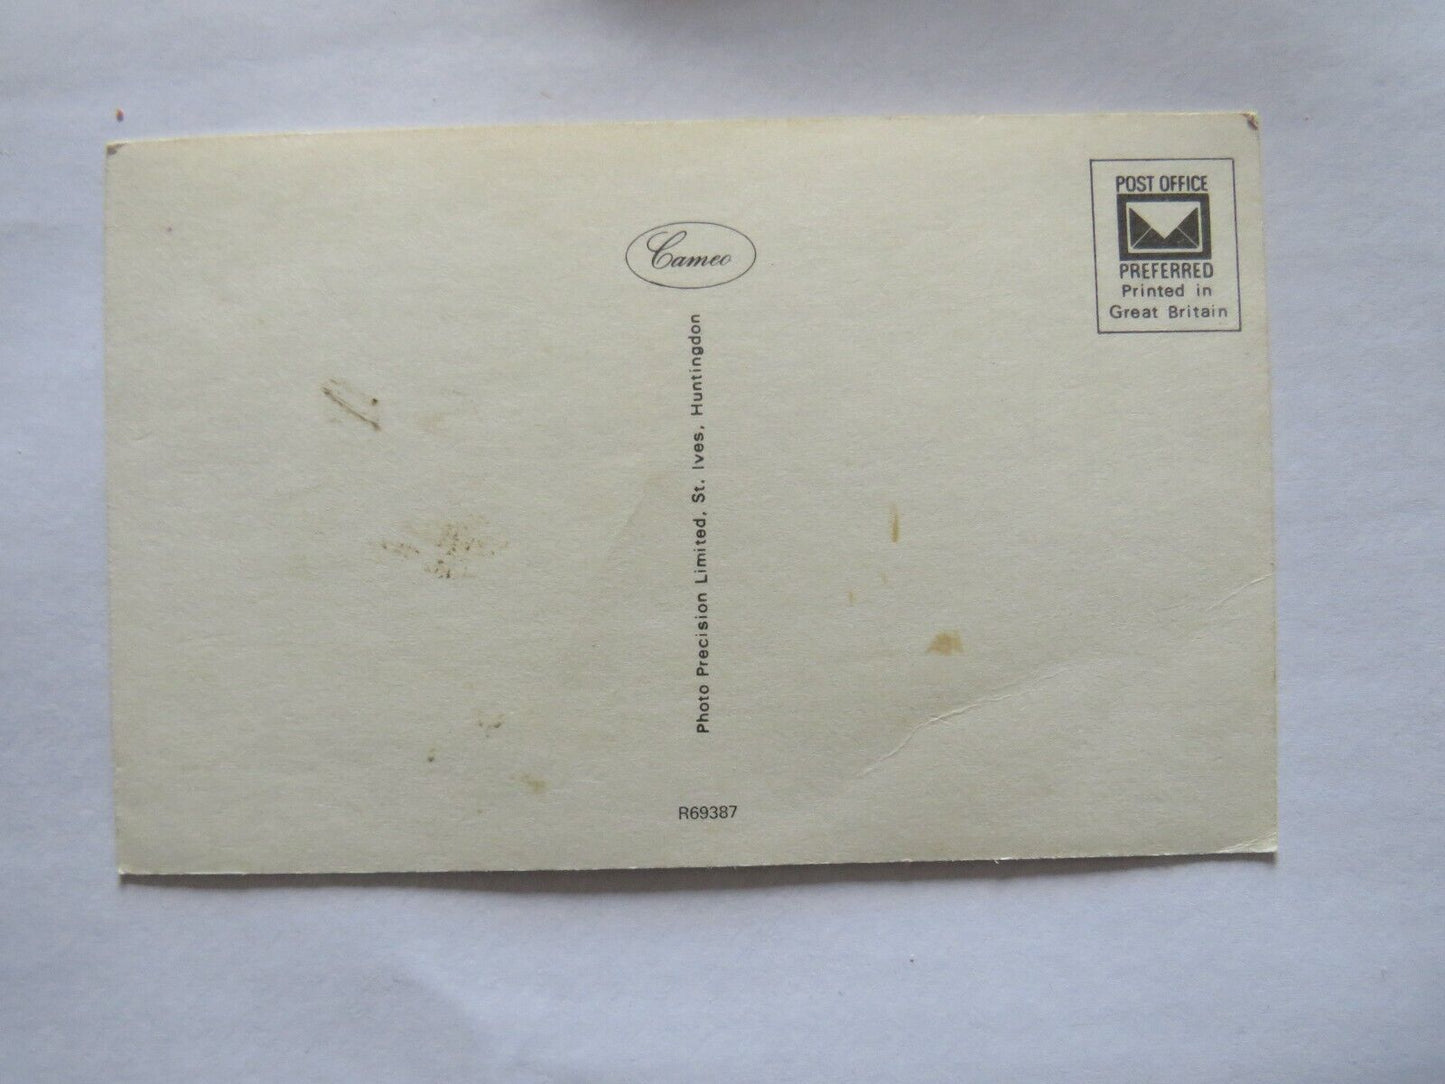 Cameo
POST OFFICE
PREFERRED
Printed in
Great Britain
Photo Precision Limited, St. Ives, Huntingdon
R69387